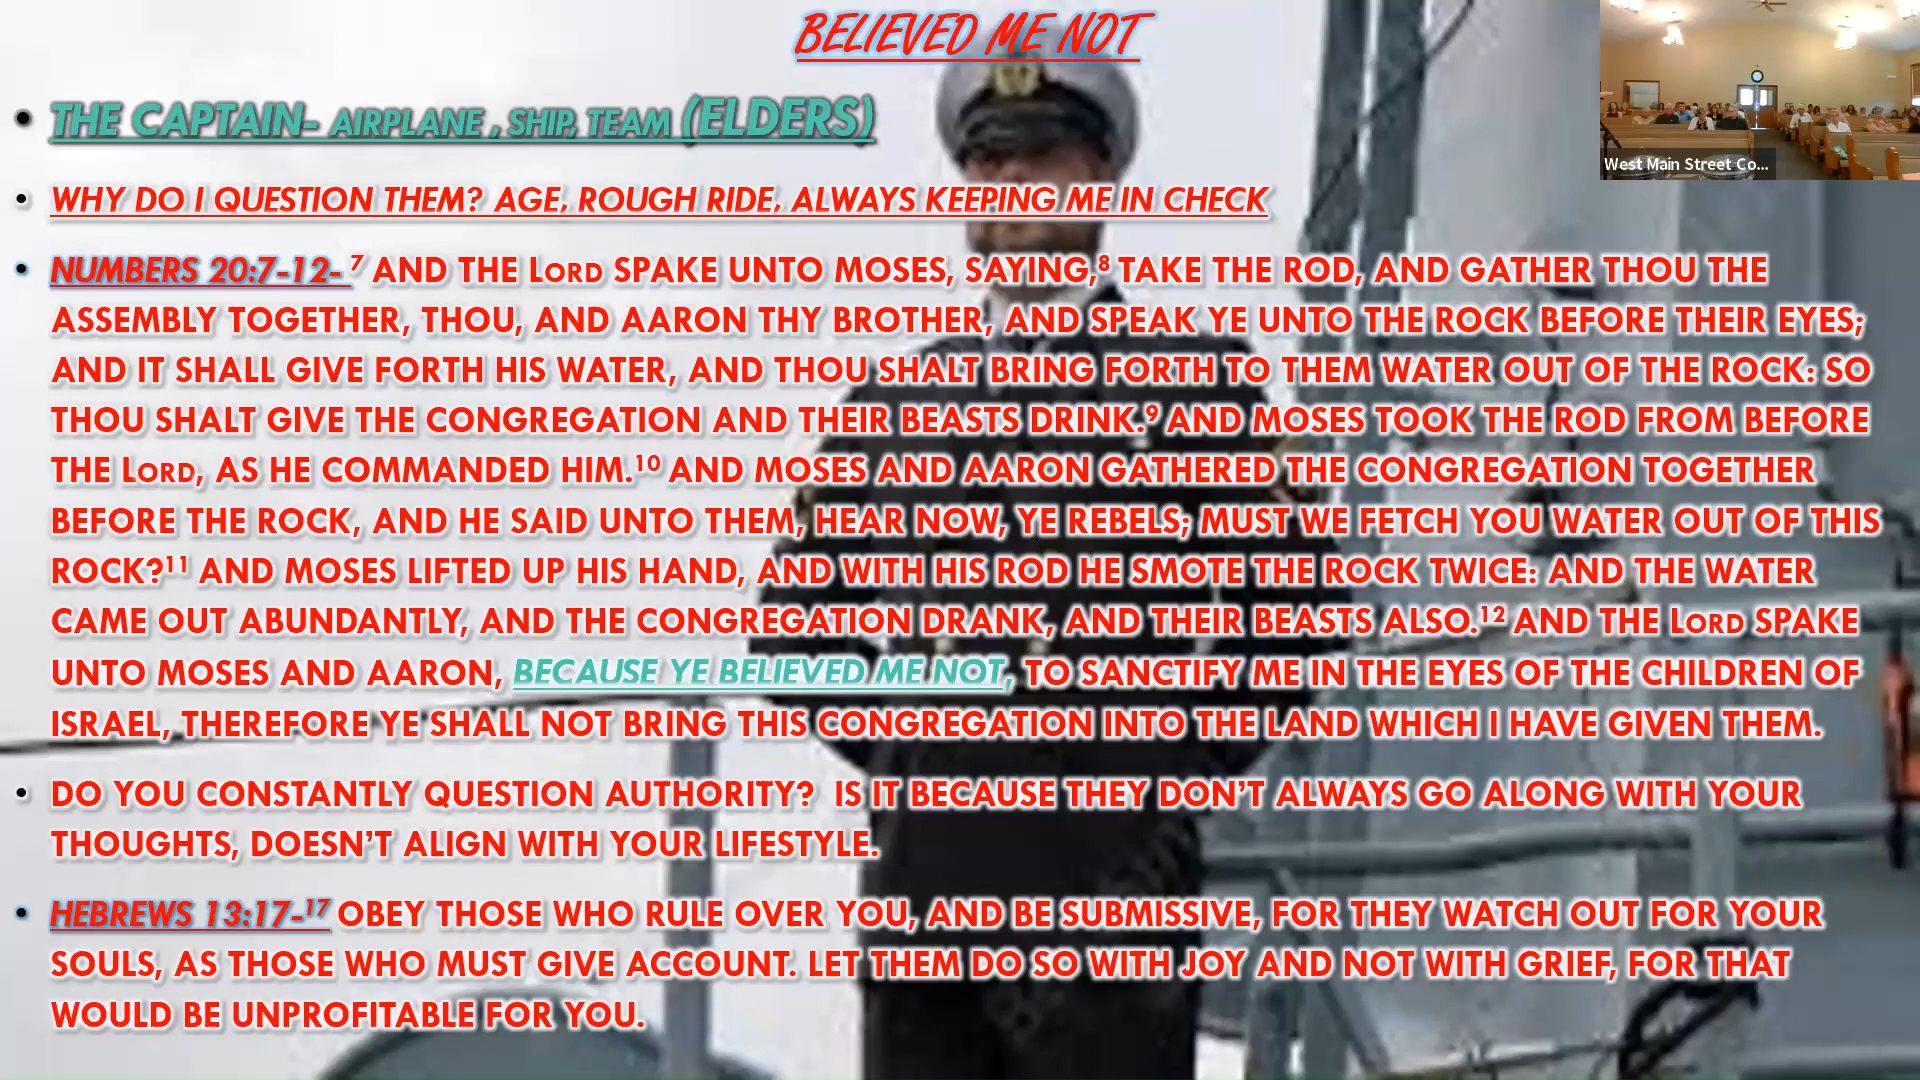 BELIEVED ME NOT
West Main Street Co...
• THE CAPTAIN- AIRPLANE , SHIP, TEAM (ELDERS)
• WHY DO I QUESTION THEM? AGE, ROUGH RIDE, ALWAYS KEEPING ME IN CHECK
• NUMBERS 20:7-12- ⁷ AND THE LORD SPAKE UNTO MOSES, SAYING,⁸ TAKE THE ROD, AND GATHER THOU THE
ASSEMBLY TOGETHER, THOU, AND AARON THY BROTHER, AND SPEAK YE UNTO THE ROCK BEFORE THEIR EYES;
AND IT SHALL GIVE FORTH HIS WATER, AND THOU SHALT BRING FORTH TO THEM WATER OUT OF THE ROCK: SO
THOU SHALT GIVE THE CONGREGATION AND THEIR BEASTS DRINK.⁹ AND MOSES TOOK THE ROD FROM BEFORE
THE LORD, AS HE COMMANDED HIM.¹⁰ AND MOSES AND AARON GATHERED THE CONGREGATION TOGETHER
BEFORE THE ROCK, AND HE SAID UNTO THEM, HEAR NOW, YE REBELS; MUST WE FETCH YOU WATER OUT OF THIS
ROCK?¹¹ AND MOSES LIFTED UP HIS HAND, AND WITH HIS ROD HE SMOTE THE ROCK TWICE: AND THE WATER
CAME OUT ABUNDANTLY, AND THE CONGREGATION DRANK, AND THEIR BEASTS ALSO.¹² AND THE LORD SPAKE
UNTO MOSES AND AARON, BECAUSE YE BELIEVED ME NOT, TO SANCTIFY ME IN THE EYES OF THE CHILDREN OF
ISRAEL, THEREFORE YE SHALL NOT BRING THIS CONGREGATION INTO THE LAND WHICH I HAVE GIVEN THEM.
• DO YOU CONSTANTLY QUESTION AUTHORITY? IS IT BECAUSE THEY DON'T ALWAYS GO ALONG WITH YOUR
THOUGHTS, DOESN'T ALIGN WITH YOUR LIFESTYLE.
• HEBREWS 13:17-¹⁷ OBEY THOSE WHO RULE OVER YOU, AND BE SUBMISSIVE, FOR THEY WATCH OUT FOR YOUR
SOULS, AS THOSE WHO MUST GIVE ACCOUNT. LET THEM DO SO WITH JOY AND NOT WITH GRIEF, FOR THAT
WOULD BE UNPROFITABLE FOR YOU.